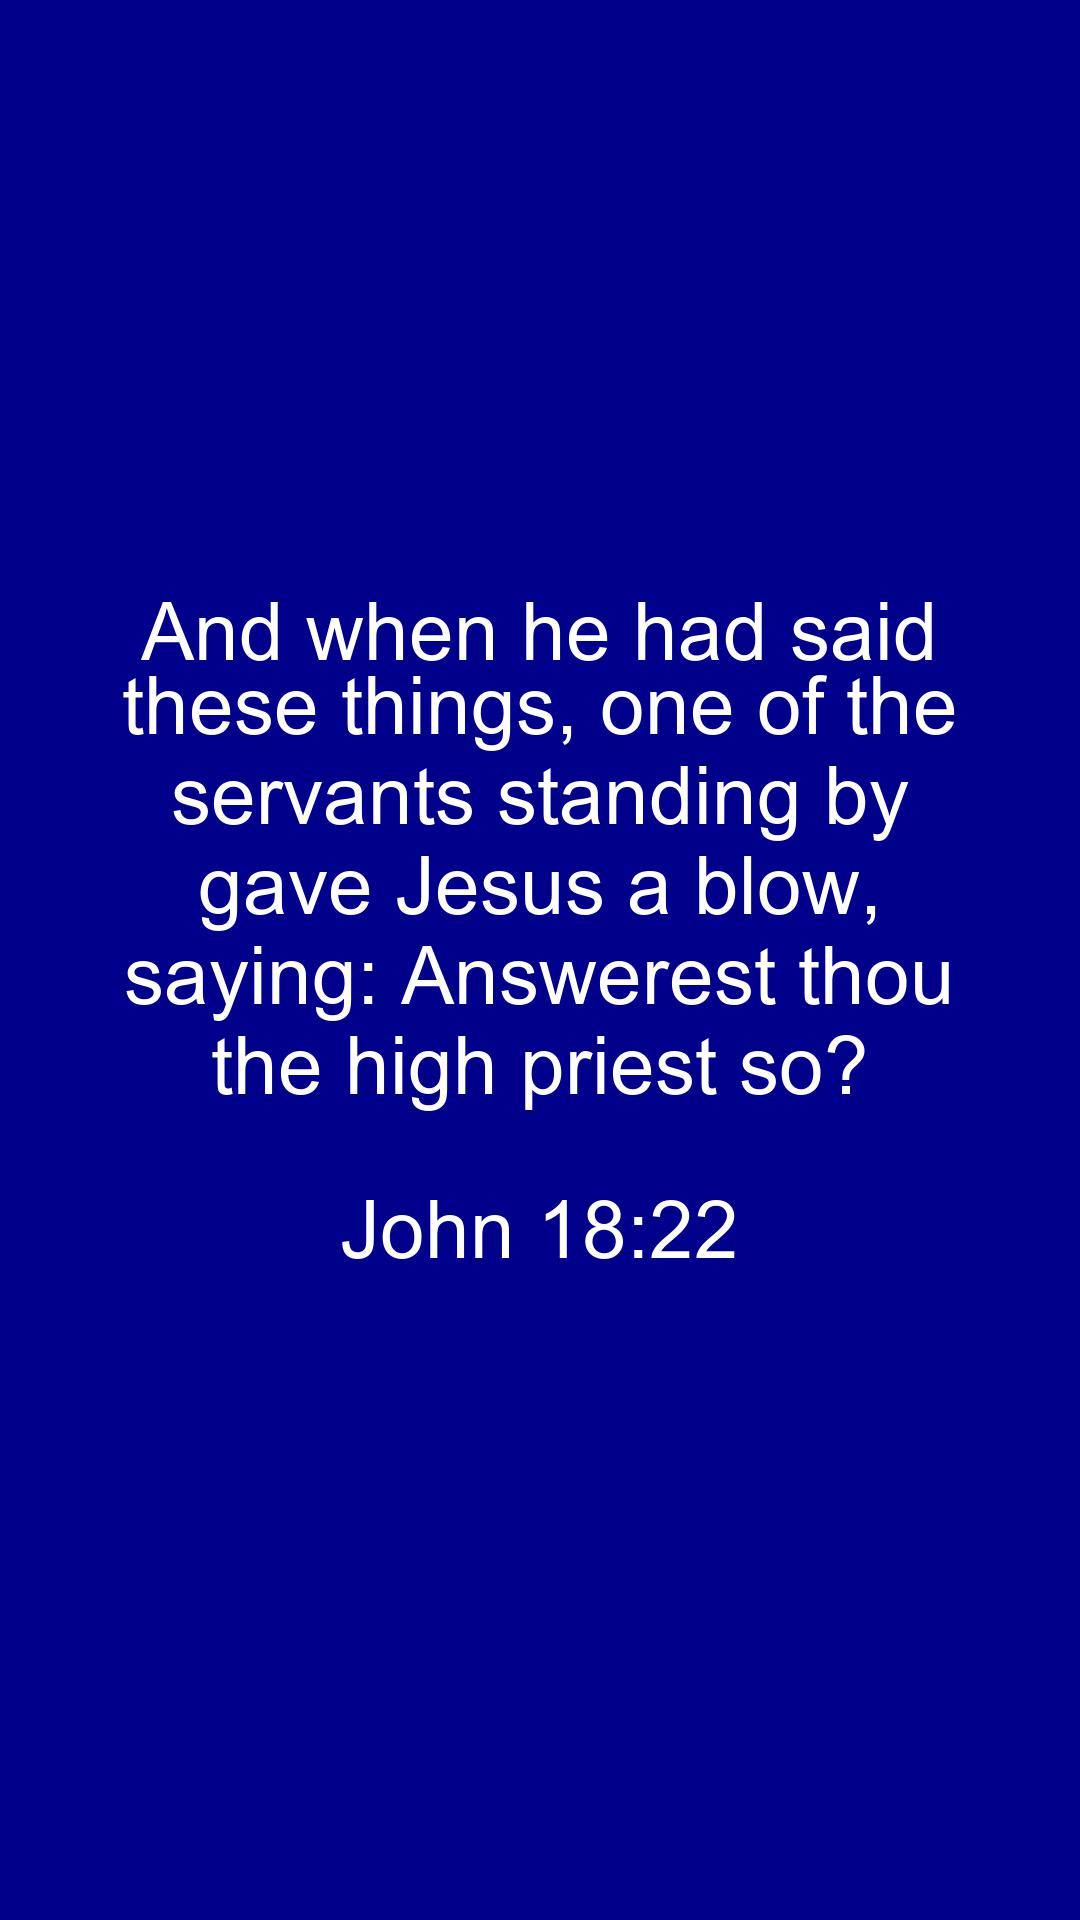 And when he had said
these things, one of the
servants standing by
gave Jesus a blow,
saying: Answerest thou
the high priest so?
John 18:22